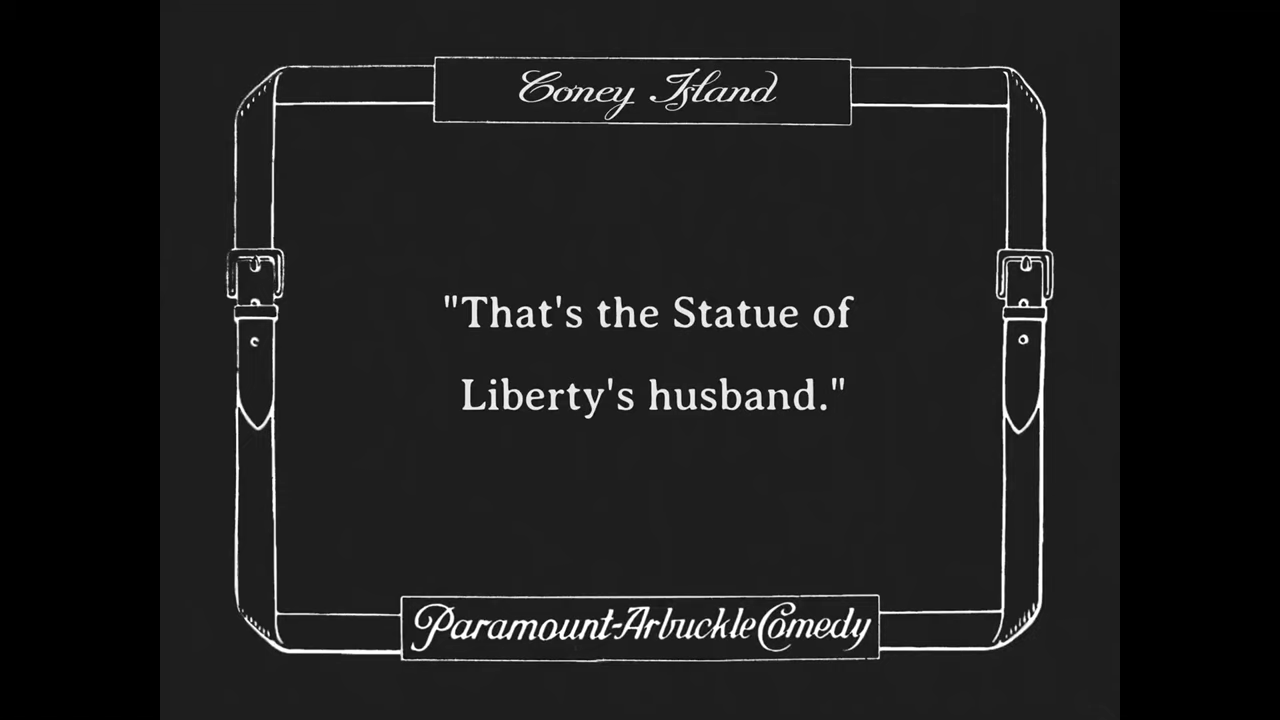 Coney Island
"That's the Statue of
Liberty's husband."
Paramount-Arbuckle Comedy